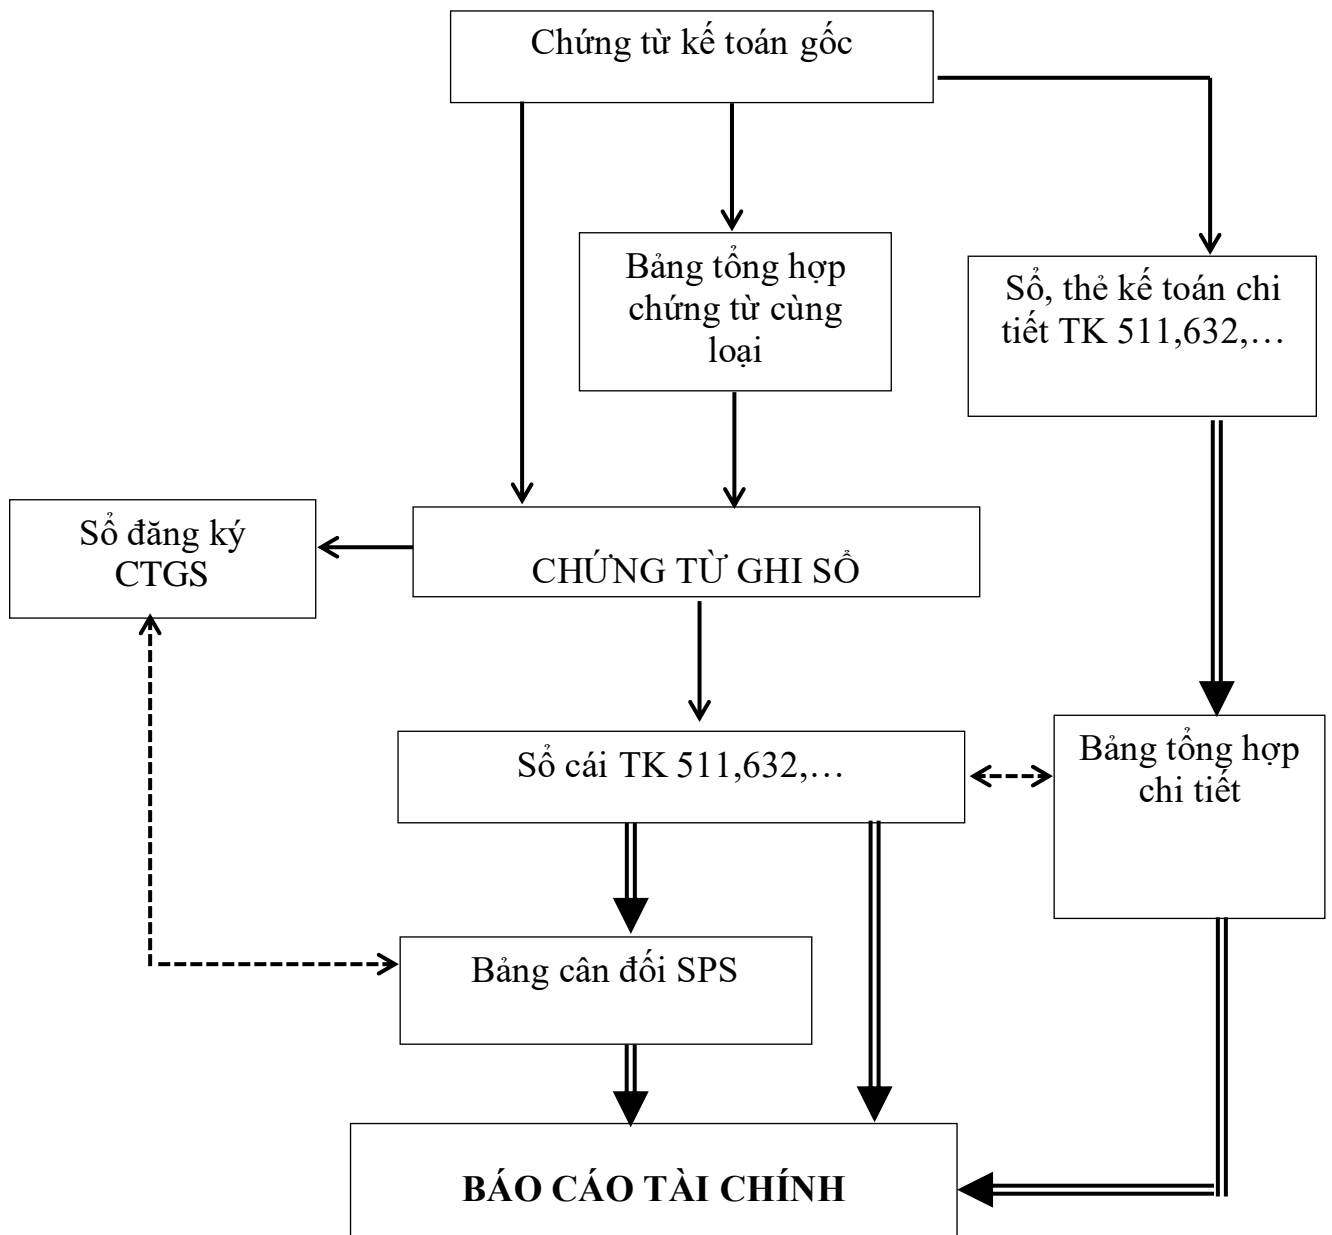 Chứng từ kế toán gốc
Bảng tổng hợp
chứng từ cùng
loại
Sổ, thẻ kế toán chi
tiết TK 511,632,…
Sổ đăng ký
CTGS
CHỨNG TỪ GHI SỔ
Sổ cái TK 511,632,…
Bảng tổng hợp
chi tiết
Bảng cân đối SPS
BÁO CÁO TÀI CHÍNH